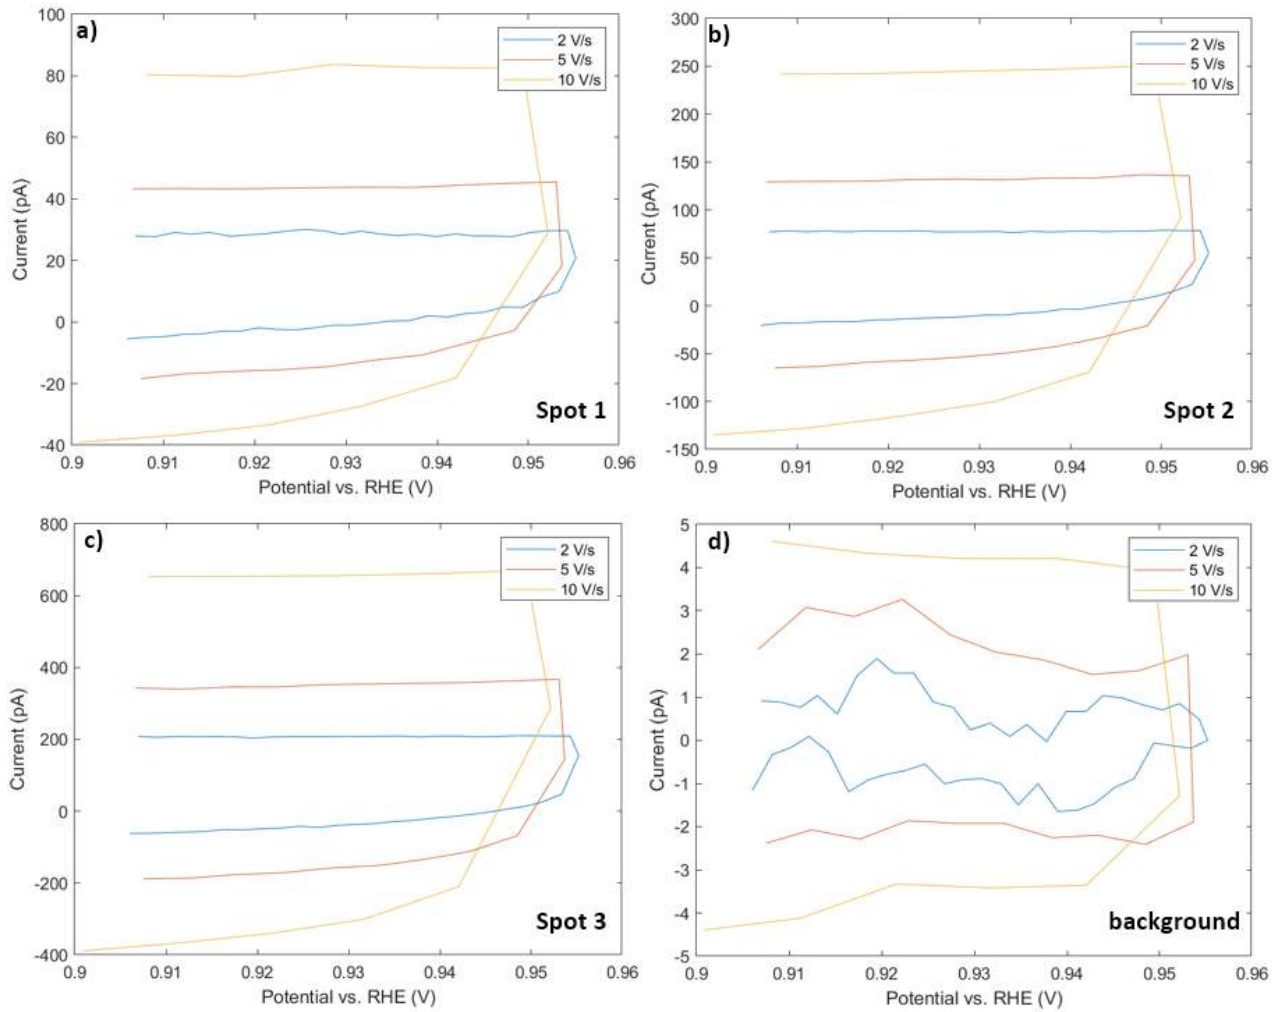 a)
100
80
60
40
20
0
-20
-40
0.9 0.91 0.92 0.93 0.94 0.95 0.96
Current (pA)
Potential vs. RHE (V)
2 V/s
5 V/s
10 V/s
Spot 1
b)
300
250
200
150
100
50
0
-50
-100
-150
0.9 0.91 0.92 0.93 0.94 0.95 0.96
Current (pA)
Potential vs. RHE (V)
2 V/s
5 V/s
10 V/s
Spot 2
c)
800
600
400
200
0
-200
-400
0.9 0.91 0.92 0.93 0.94 0.95 0.96
Current (pA)
Potential vs. RHE (V)
2 V/s
5 V/s
10 V/s
Spot 3
d)
5
4
3
2
1
0
-1
-2
-3
-4
-5
0.9 0.91 0.92 0.93 0.94 0.95 0.96
Current (pA)
Potential vs. RHE (V)
2 V/s
5 V/s
10 V/s
background